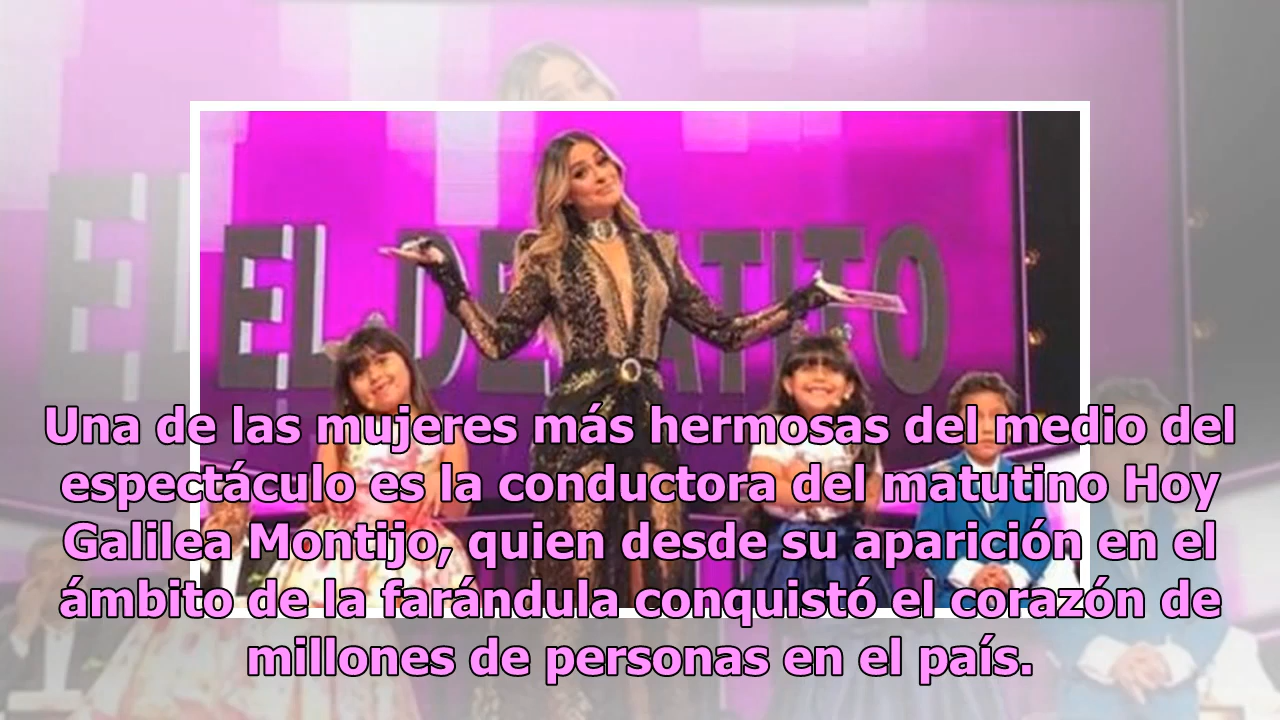 EL DEBATITO
Una de las mujeres más hermosas del medio del
espectáculo es la conductora del matutino Hoy
Galilea Montijo, quien desde su aparición en el
ámbito de la farándula conquistó el corazón de
millones de personas en el país.